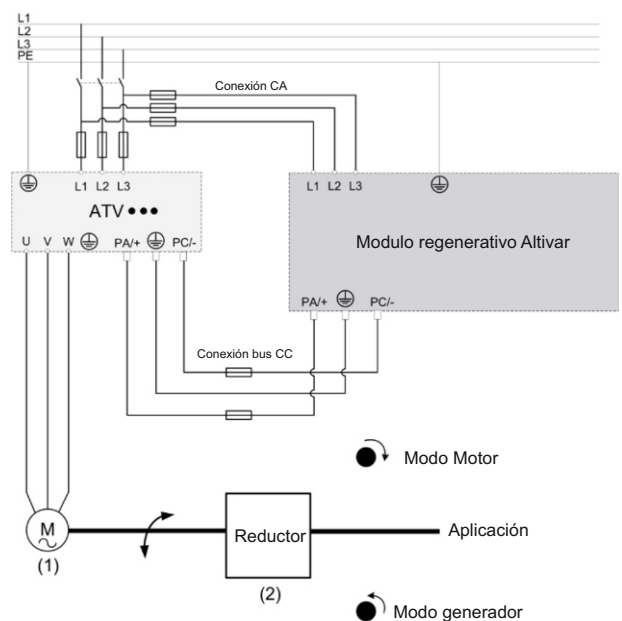 L1
L2
L3
PE
Conexión CA
L1 L2 L3
ATV•••
U V W PA/+ PC/-
L1 L2 L3
Modulo regenerativo Altivar
PA/+ PC/-
Conexión bus CC
Modo Motor
M
(1)
Reductor
(2)
Aplicación
Modo generador